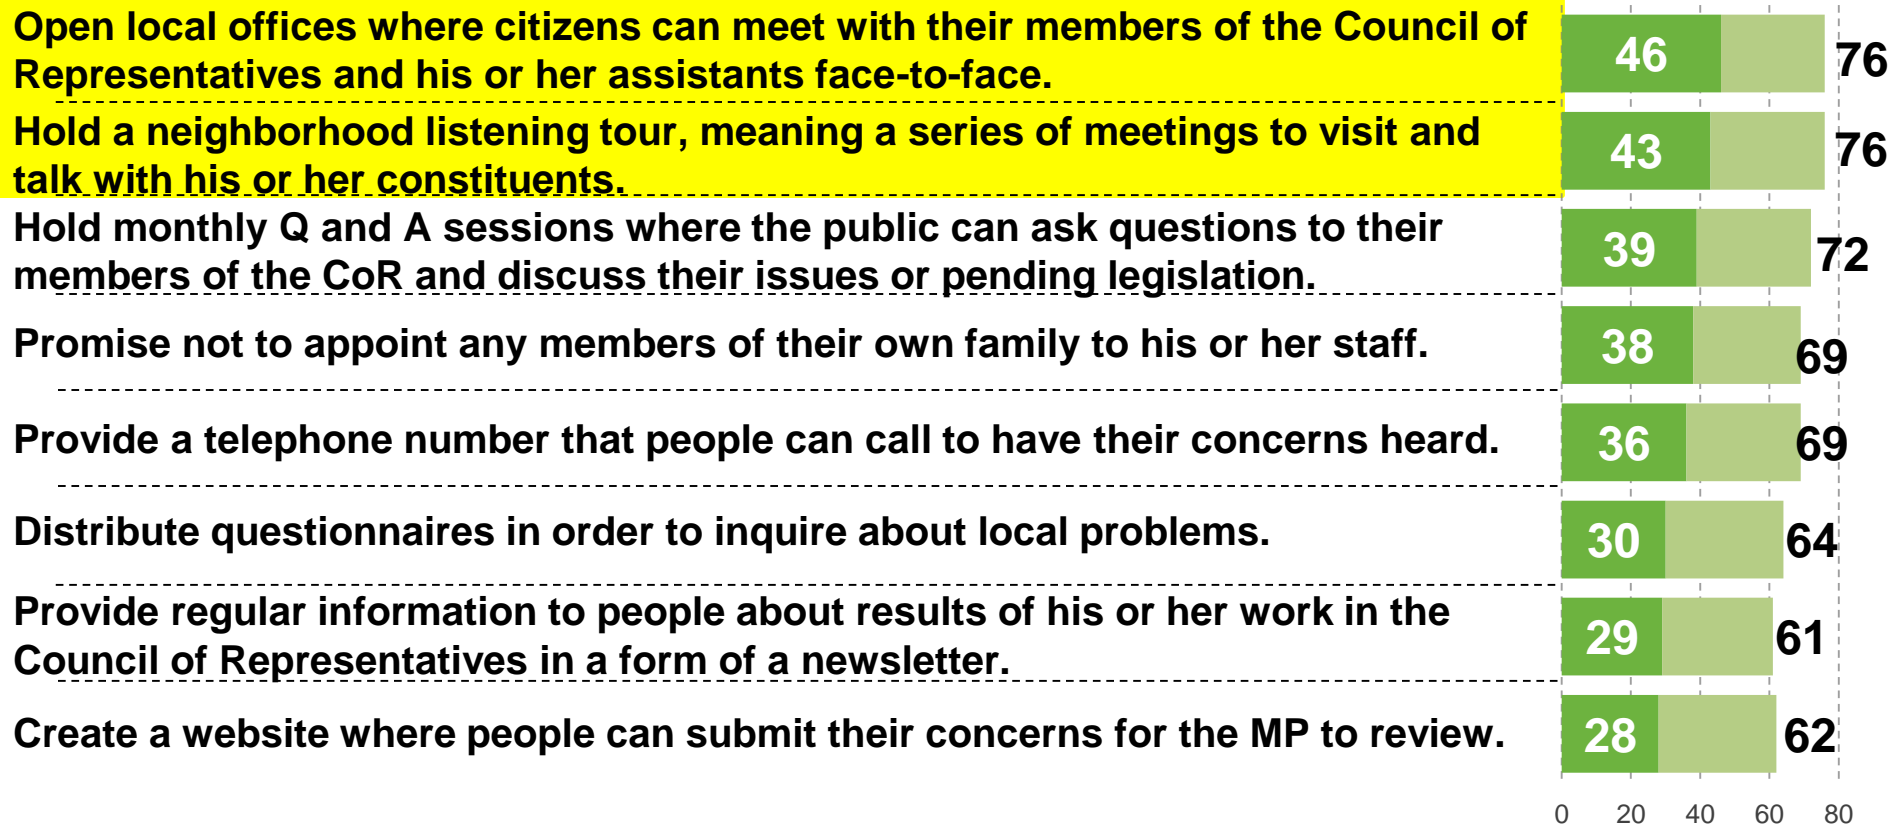 Open local offices where citizens can meet with their members of the Council of
Representatives and his or her assistants face-to-face.
46 76
Hold a neighborhood listening tour, meaning a series of meetings to visit and
talk with his or her constituents.
43 76
Hold monthly Q and A sessions where the public can ask questions to their
members of the CoR and discuss their issues or pending legislation.
39 72
Promise not to appoint any members of their own family to his or her staff.
38 69
Provide a telephone number that people can call to have their concerns heard.
36 69
Distribute questionnaires in order to inquire about local problems.
30 64
Provide regular information to people about results of his or her work in the
Council of Representatives in a form of a newsletter.
29 61
Create a website where people can submit their concerns for the MP to review.
28 62
0 20 40 60 80